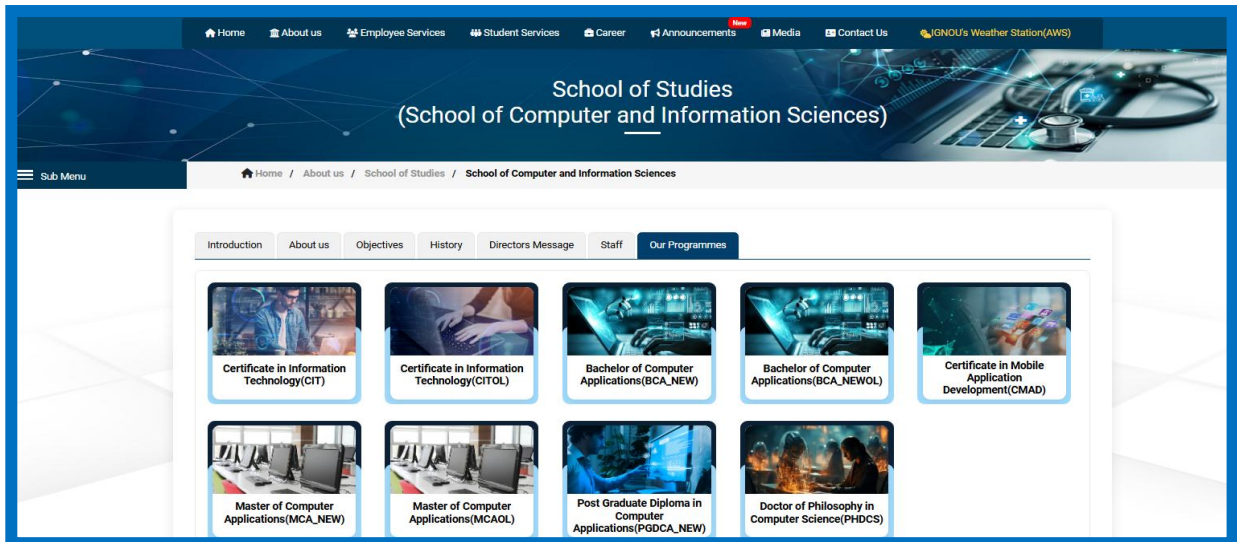 Home About us Employee Services Student Services Career Announcements New Media Contact Us IGNOU's Weather Station(AWS)
School of Studies
(School of Computer and Information Sciences)
Sub Menu
Home / About us / School of Studies / School of Computer and Information Sciences
Introduction About us Objectives History Directors Message Staff Our Programmes
Certificate in Information
Technology(CIT)
Certificate in Information
Technology(CITOL)
Bachelor of Computer
Applications(BCA_NEW)
Bachelor of Computer
Applications(BCA_NEWOL)
Certificate in Mobile
Application
Development(CMAD)
Master of Computer
Applications(MCA_NEW)
Master of Computer
Applications(MCAOL)
Post Graduate Diploma in
Computer
Applications(PGDCA_NEW)
Doctor of Philosophy in
Computer Science(PHDCS)